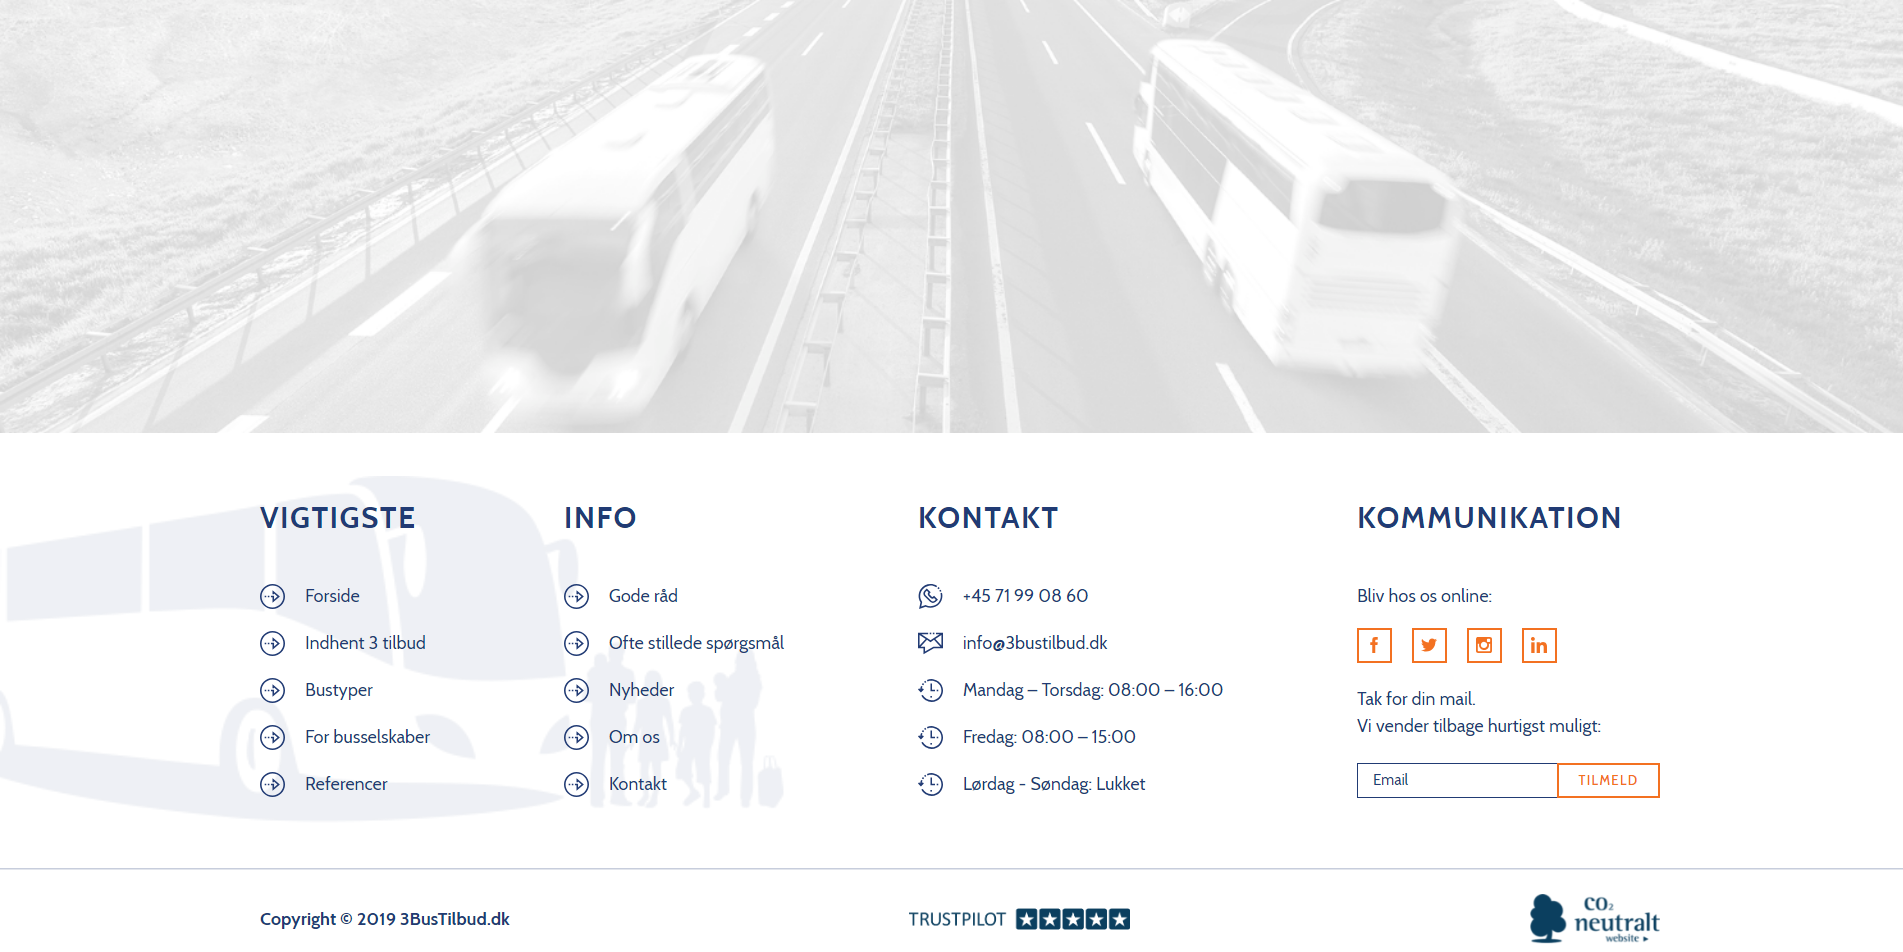 VIGTIGSTE
Forside
Indhent 3 tilbud
Bustyper
For busselskaber
Referencer
INFO
Gode råd
Ofte stillede spørgsmål
Nyheder
Om os
Kontakt
KONTAKT
+45 71 99 08 60
info@3bustilbud.dk
Mandag – Torsdag: 08:00 – 16:00
Fredag: 08:00 – 15:00
Lørdag - Søndag: Lukket
KOMMUNIKATION
Bliv hos os online:
Tak for din mail.
Vi vender tilbage hurtigst muligt:
Email
TILMELD
Copyright © 2019 3BusTilbud.dk
TRUSTPILOT
CO₂
neutralt
website